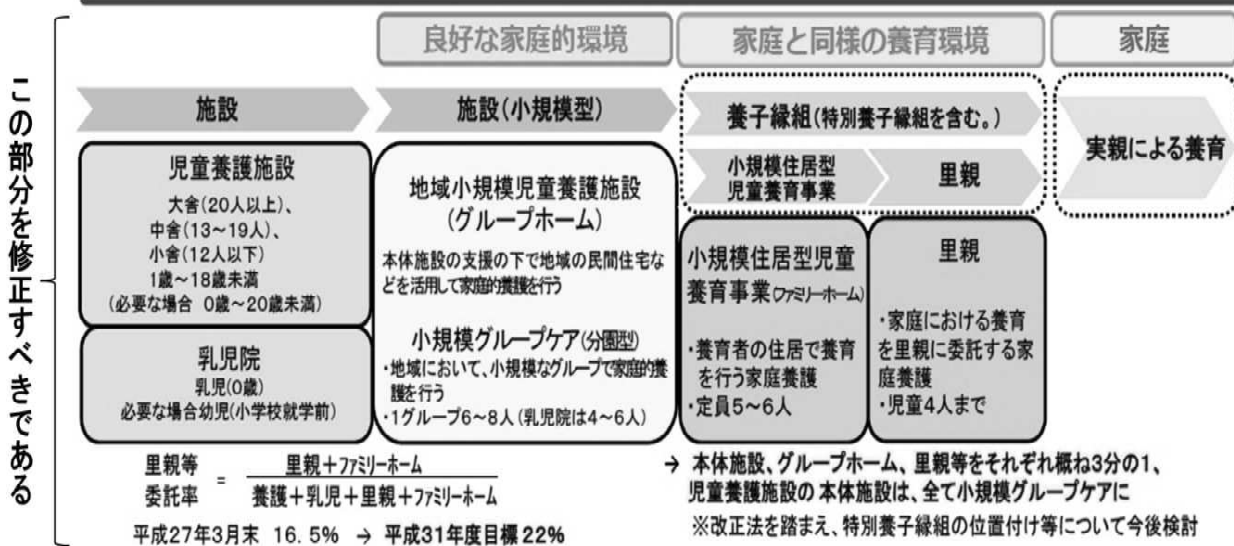 この部分を修正すべきである
良好な家庭的環境
家庭と同様の養育環境
家庭
施設
施設(小規模型)
養子縁組(特別養子縁組を含む。)
小規模住居型
児童養育事業
里親
実親による養育
児童養護施設
大舎(20人以上)、
中舎(13～19人)、
小舎(12人以下)
1歳～18歳未満
(必要な場合 0歳～20歳未満)
乳児院
乳児(0歳)
必要な場合幼児(小学校就学前)
地域小規模児童養護施設
(グループホーム)
本体施設の支援の下で地域の民間住宅な
どを活用して家庭的養護を行う
小規模グループケア(分園型)
・地域において、小規模なグループで家庭的養
護を行う
・1グループ6～8人(乳児院は4～6人)
小規模住居型児童
養育事業(ファミリーホーム)
・養育者の住居で養育
を行う家庭養護
・定員5～6人
里親
・家庭における養育
を里親に委託する家
庭養護
・児童4人まで
里親等
委託率
=
里親+ファミリーホーム
養護+乳児+里親+ファミリーホーム
平成27年3月末 16.5% → 平成31年度目標 22%
→ 本体施設、グループホーム、里親等をそれぞれ概ね3分の1、
児童養護施設の本体施設は、全て小規模グループケアに
※改正法を踏まえ、特別養子縁組の位置付け等について今後検討